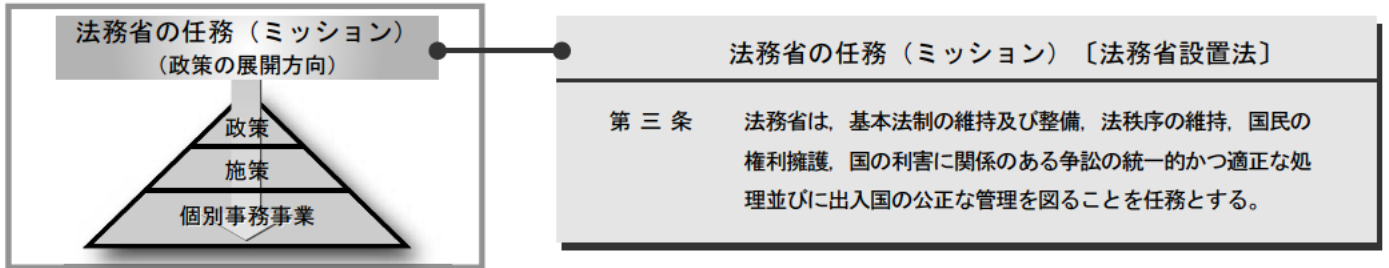 法務省の任務（ミッション）
（政策の展開方向）
政策
施策
個別事務事業
法務省の任務（ミッション）〔法務省設置法〕
第三条 法務省は，基本法制の維持及び整備，法秩序の維持，国民の
権利擁護，国の利害に関係のある争訟の統一的かつ適正な処
理並びに出入国の公正な管理を図ることを任務とする。